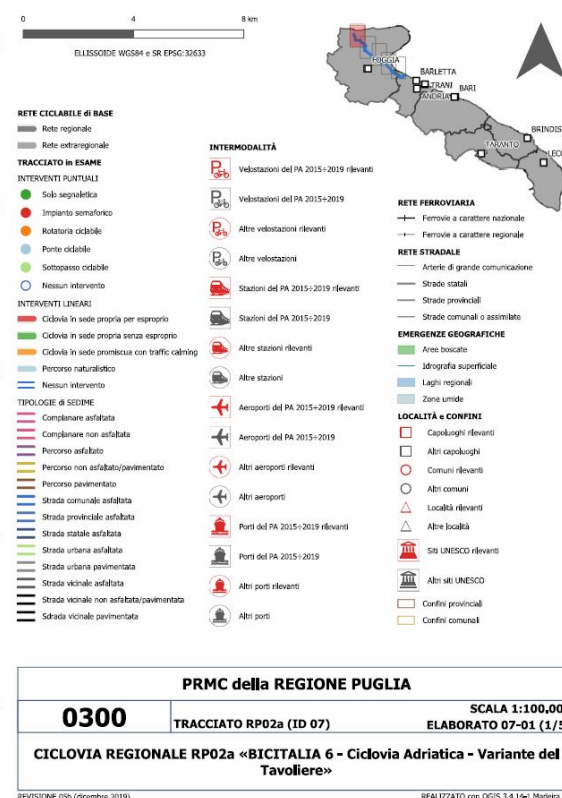 0 4 8 km
ELLISSOIDE WGS84 e SR EPSG:32633
FOGGIA
BARLETTA
TRANI
ANDRIA
BARI
BRINDIS
TARANTO
LECC
RETE CICLABILE di BASE
Rete regionale
Rete extraregionale
TRACCIATO in ESAME
INTERVENTI PUNTUALI
Solo segnaletica
Impianto semaforico
Rotatoria ciclabile
Ponte ciclabile
Sottopasso ciclabile
Nessun intervento
INTERVENTI LINEARI
Ciclovia in sede propria per esproprio
Ciclovia in sede propria senza esproprio
Ciclovia in sede promiscua con traffic calming
Percorso naturalistico
Nessun intervento
TIPOLOGIE di SEDIME
Complanare asfaltata
Complanare non asfaltata
Percorso asfaltato
Percorso non asfaltato/pavimentato
Percorso pavimentato
Strada comunale asfaltata
Strada provinciale asfaltata
Strada statale asfaltata
Strada urbana asfaltata
Strada urbana pavimentata
Strada vicinale asfaltata
Strada vicinale non asfaltata/pavimentata
Sdrada vicinale pavimentata
INTERMODALITÀ
Velostazioni del PA 2015÷2019 rilevanti
Velostazioni del PA 2015÷2019
Altre velostazioni rilevanti
Altre velostazioni
Stazioni del PA 2015÷2019 rilevanti
Stazioni del PA 2015÷2019
Altre stazioni rilevanti
Altre stazioni
Aeroporti del PA 2015÷2019 rilevanti
Aeroporti del PA 2015÷2019
Altri aeroporti rilevanti
Altri aeroporti
Porti del PA 2015÷2019 rilevanti
Porti del PA 2015÷2019
Altri porti rilevanti
Altri porti
RETE FERROVIARIA
Ferrovie a carattere nazionale
Ferrovie a carattere regionale
RETE STRADALE
Arterie di grande comunicazione
Strade statali
Strade provinciali
Strade comunali o assimilate
EMERGENZE GEOGRAFICHE
Aree boscate
Idrografia superficiale
Laghi regionali
Zone umide
LOCALITÀ e CONFINI
Capoluoghi rilevanti
Altri capoluoghi
Comuni rilevanti
Altri comuni
Località rilevanti
Altre località
Siti UNESCO rilevanti
Altri siti UNESCO
Confini provinciali
Confini comunali
PRMC della REGIONE PUGLIA
0300
TRACCIATO RP02a (ID 07)
SCALA 1:100,00
ELABORATO 07-01 (1/5
CICLOVIA REGIONALE RP02a «BICITALIA 6 - Ciclovia Adriatica - Variante del
Tavoliere»
REVISIONE 05b (dicembre 2019)
REALIZZATO con QGIS 3.4.14-1 Madeira